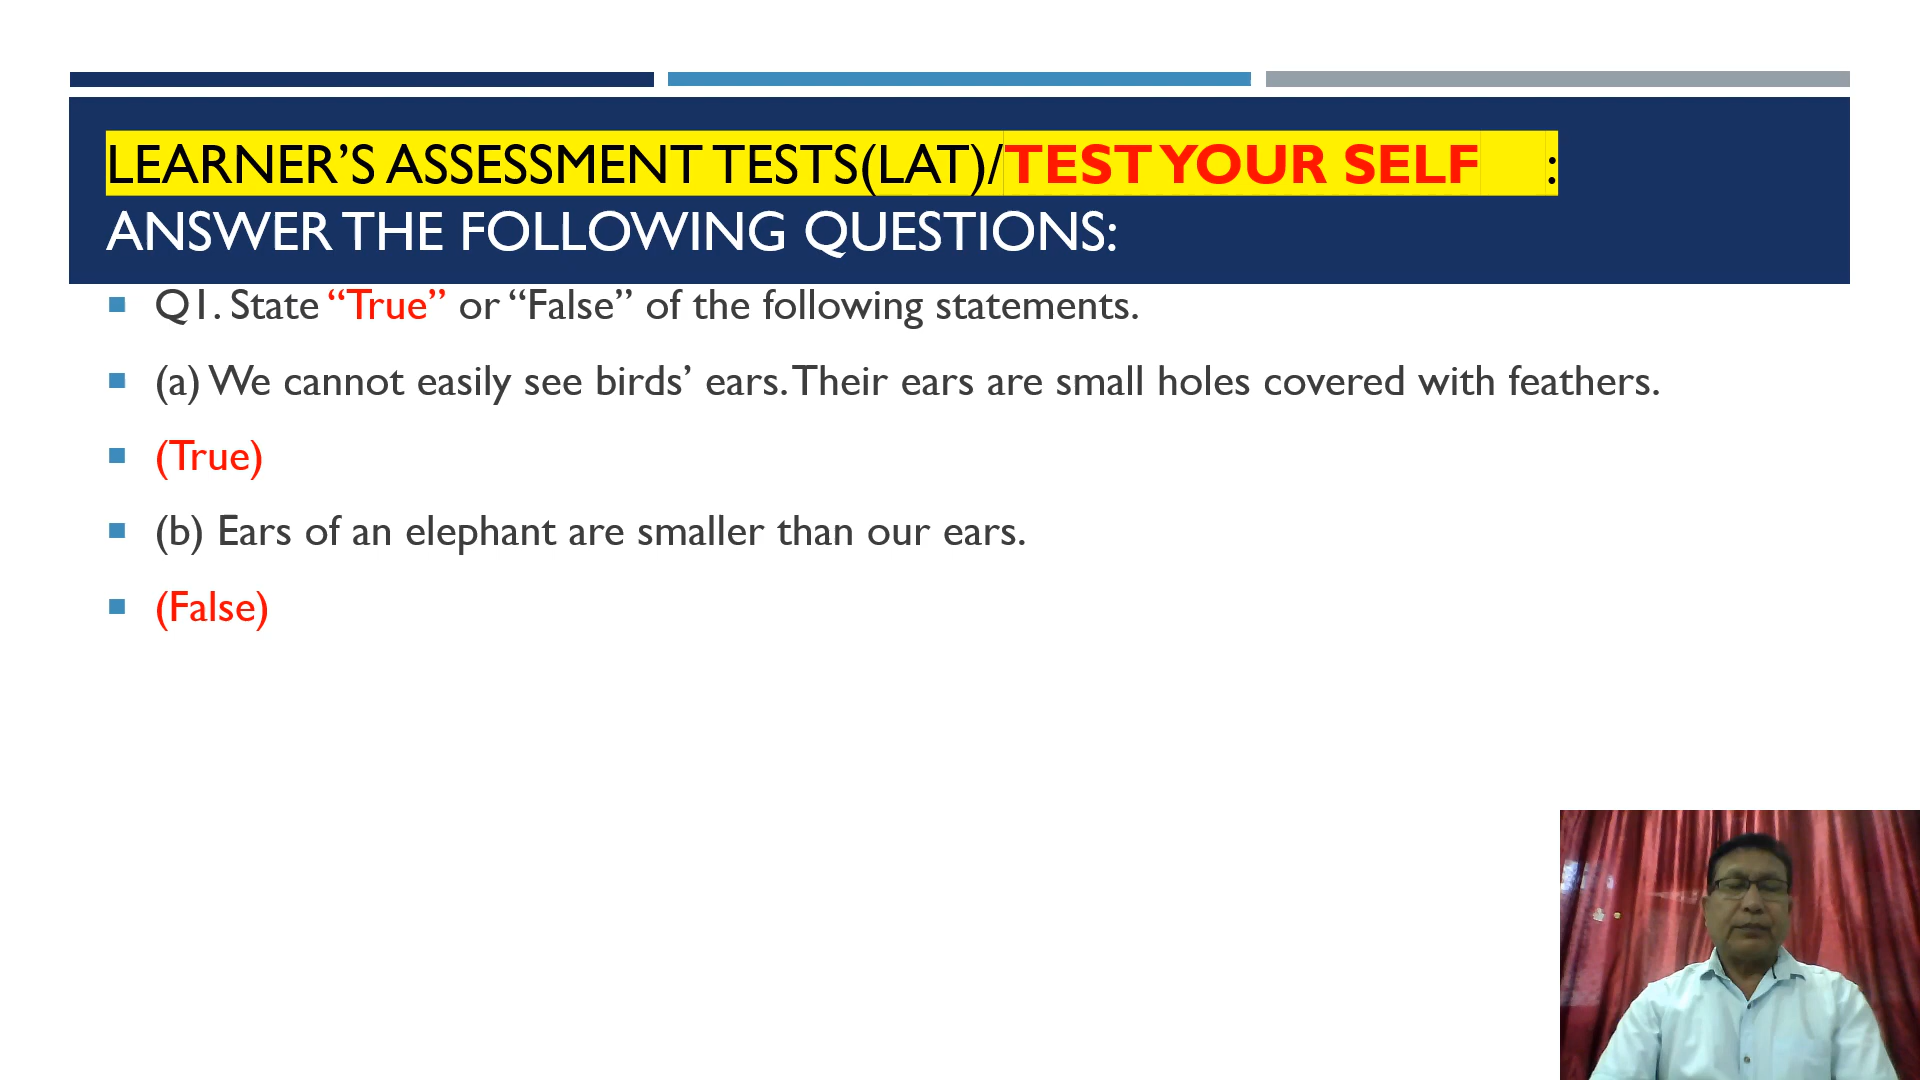 LEARNER’S ASSESSMENT TESTS(LAT)/TEST YOUR SELF :
ANSWER THE FOLLOWING QUESTIONS:
Q1. State “True” or “False” of the following statements.
(a) We cannot easily see birds’ ears. Their ears are small holes covered with feathers.
(True)
(b) Ears of an elephant are smaller than our ears.
(False)